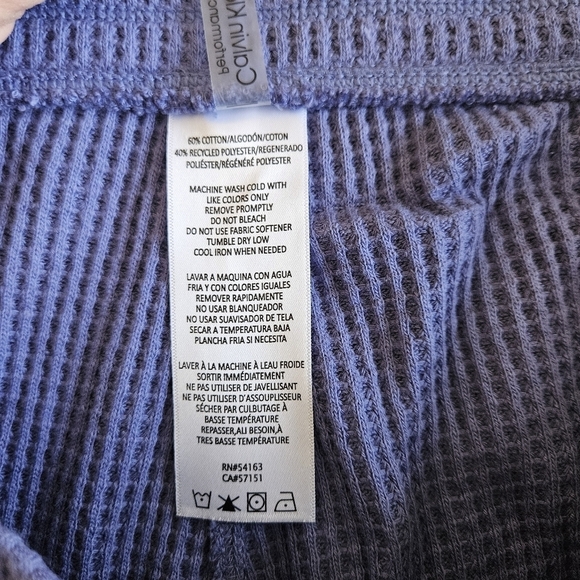 Calvin Kl
Performance
60% COTTON/ALGODÓN/COTON
40% RECYCLED POLYESTER/REGENERADO
POLIÉSTER/RÉGÉNÉRÉ POLYESTER
MACHINE WASH COLD WITH
LIKE COLORS ONLY
REMOVE PROMPTLY
DO NOT BLEACH
DO NOT USE FABRIC SOFTENER
TUMBLE DRY LOW
COOL IRON WHEN NEEDED
LAVAR A MAQUINA CON AGUA
FRIA Y CON COLORES IGUALES
REMOVER RAPIDAMENTE
NO USAR BLANQUEADOR
NO USAR SUAVISADOR DE TELA
SECAR A TEMPERATURA BAJA
PLANCHA FRIA SI NECESITA
LAVER À LA MACHINE À LEAU FROIDE
SORTIR IMMÉDIATEMENT
NE PAS UTILISER DE JAVELLISANT
NE PAS UTILISER D'ASSOUPLISSEUR
SÉCHER PAR CULBUTAGE À
BASSE TEMPÉRATURE
REPASSER,AU BESOIN,À
TRES BASSE TEMPÉRATURE
RN#54163
CA#57151